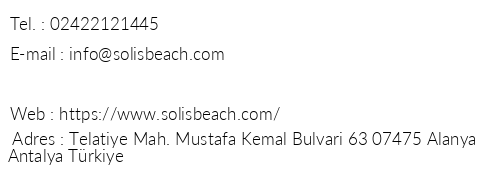 Tel. : 02422121445
E-mail : info@solisbeach.com
Web : https://www.solisbeach.com/
Adres : Telatiye Mah. Mustafa Kemal Bulvari 63 07475 Alanya
Antalya Türkiye